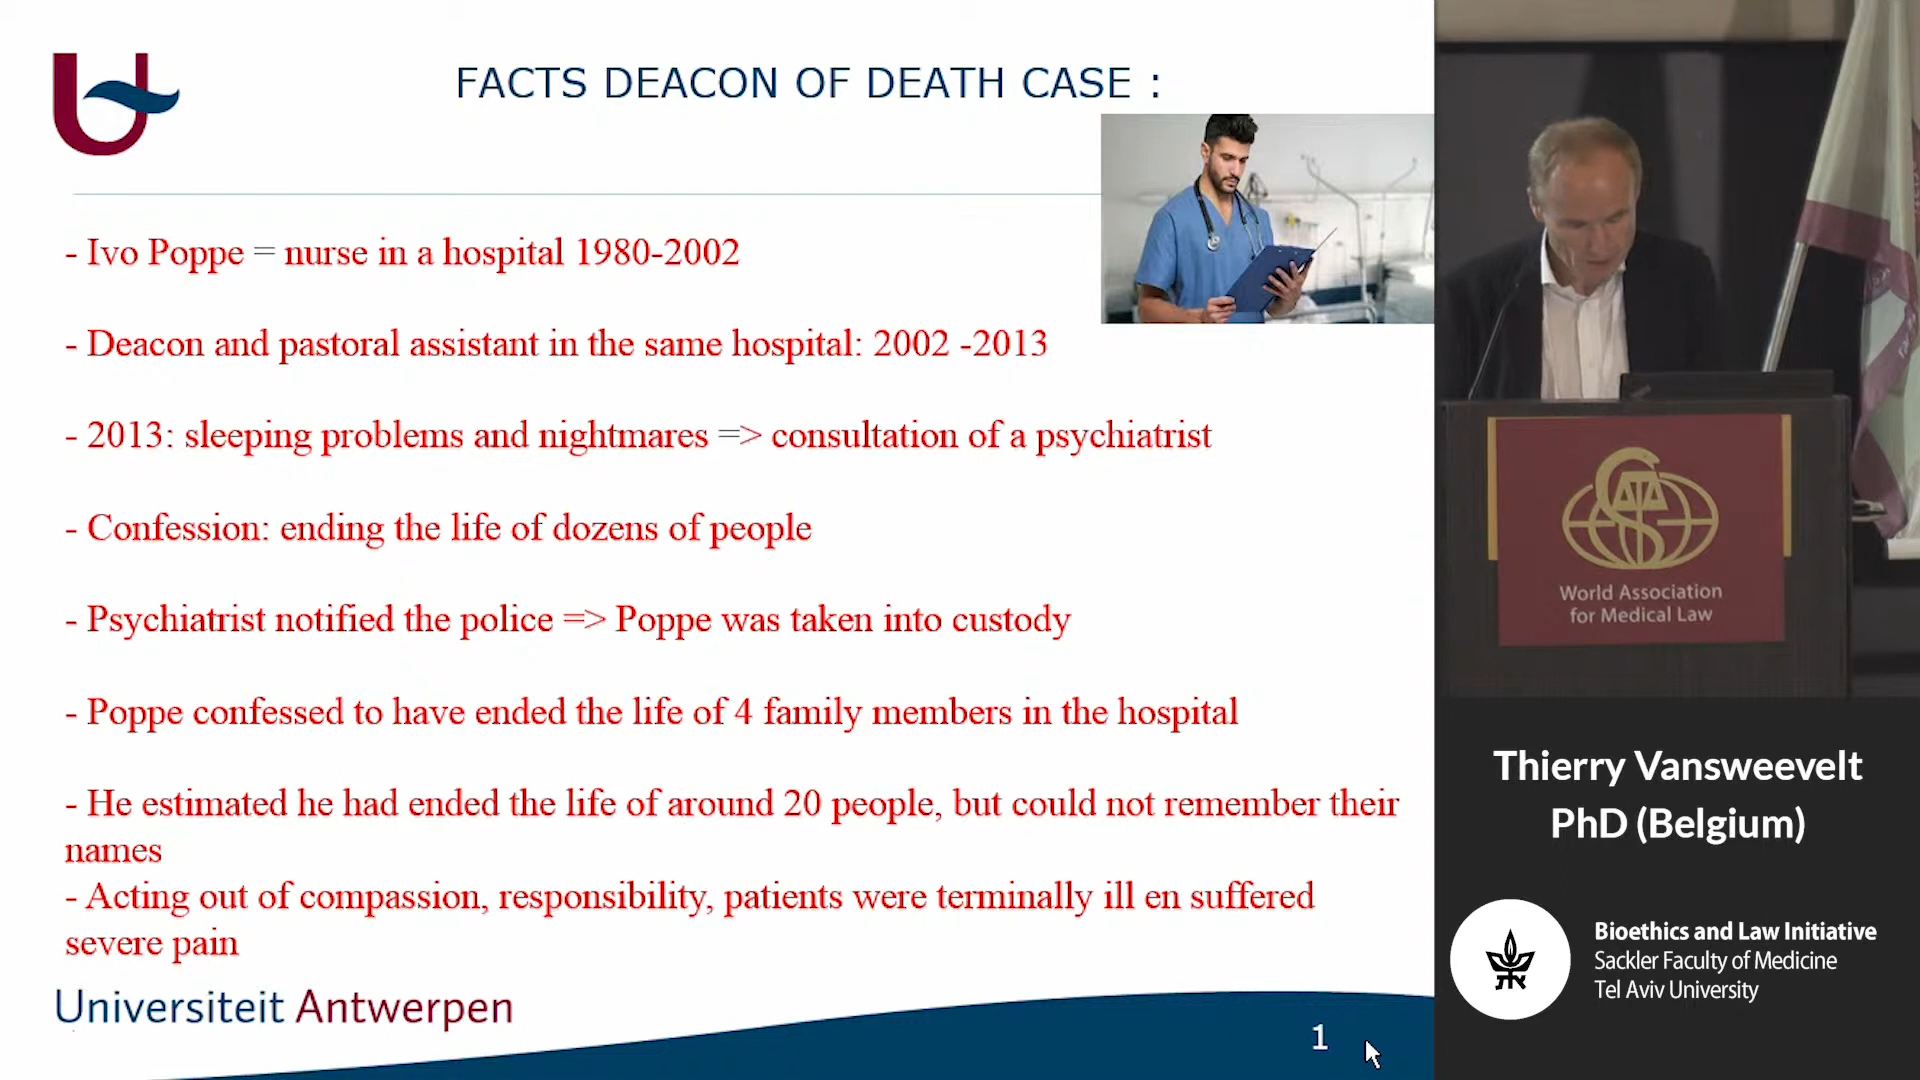 FACTS DEACON OF DEATH CASE :
- Ivo Poppe = nurse in a hospital 1980-2002
- Deacon and pastoral assistant in the same hospital: 2002 -2013
- 2013: sleeping problems and nightmares => consultation of a psychiatrist
- Confession: ending the life of dozens of people
- Psychiatrist notified the police => Poppe was taken into custody
- Poppe confessed to have ended the life of 4 family members in the hospital
- He estimated he had ended the life of around 20 people, but could not remember their
names
- Acting out of compassion, responsibility, patients were terminally ill en suffered
severe pain
Universiteit Antwerpen
1
World Association
for Medical Law
Thierry Vansweevelt
PhD (Belgium)
Bioethics and Law Initiative
Sackler Faculty of Medicine
Tel Aviv University